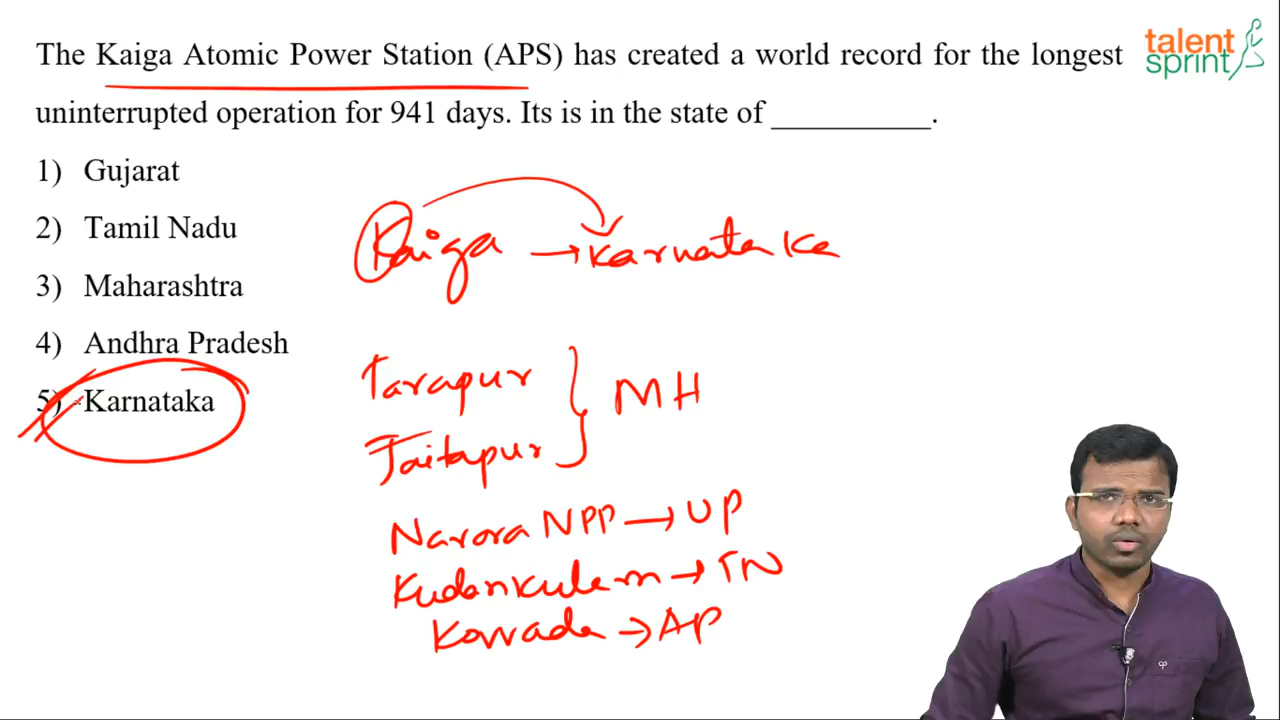 The Kaiga Atomic Power Station (APS) has created a world record for the longest
uninterrupted operation for 941 days. Its is in the state of ___________.
talent
sprint
1) Gujarat
2) Tamil Nadu
3) Maharashtra
4) Andhra Pradesh
5) Karnataka
Kaiga → Karnataka
Tarapur
Jaitapur } MH
Narora NPP → UP
Kudankulam → TN
Kovvada → AP